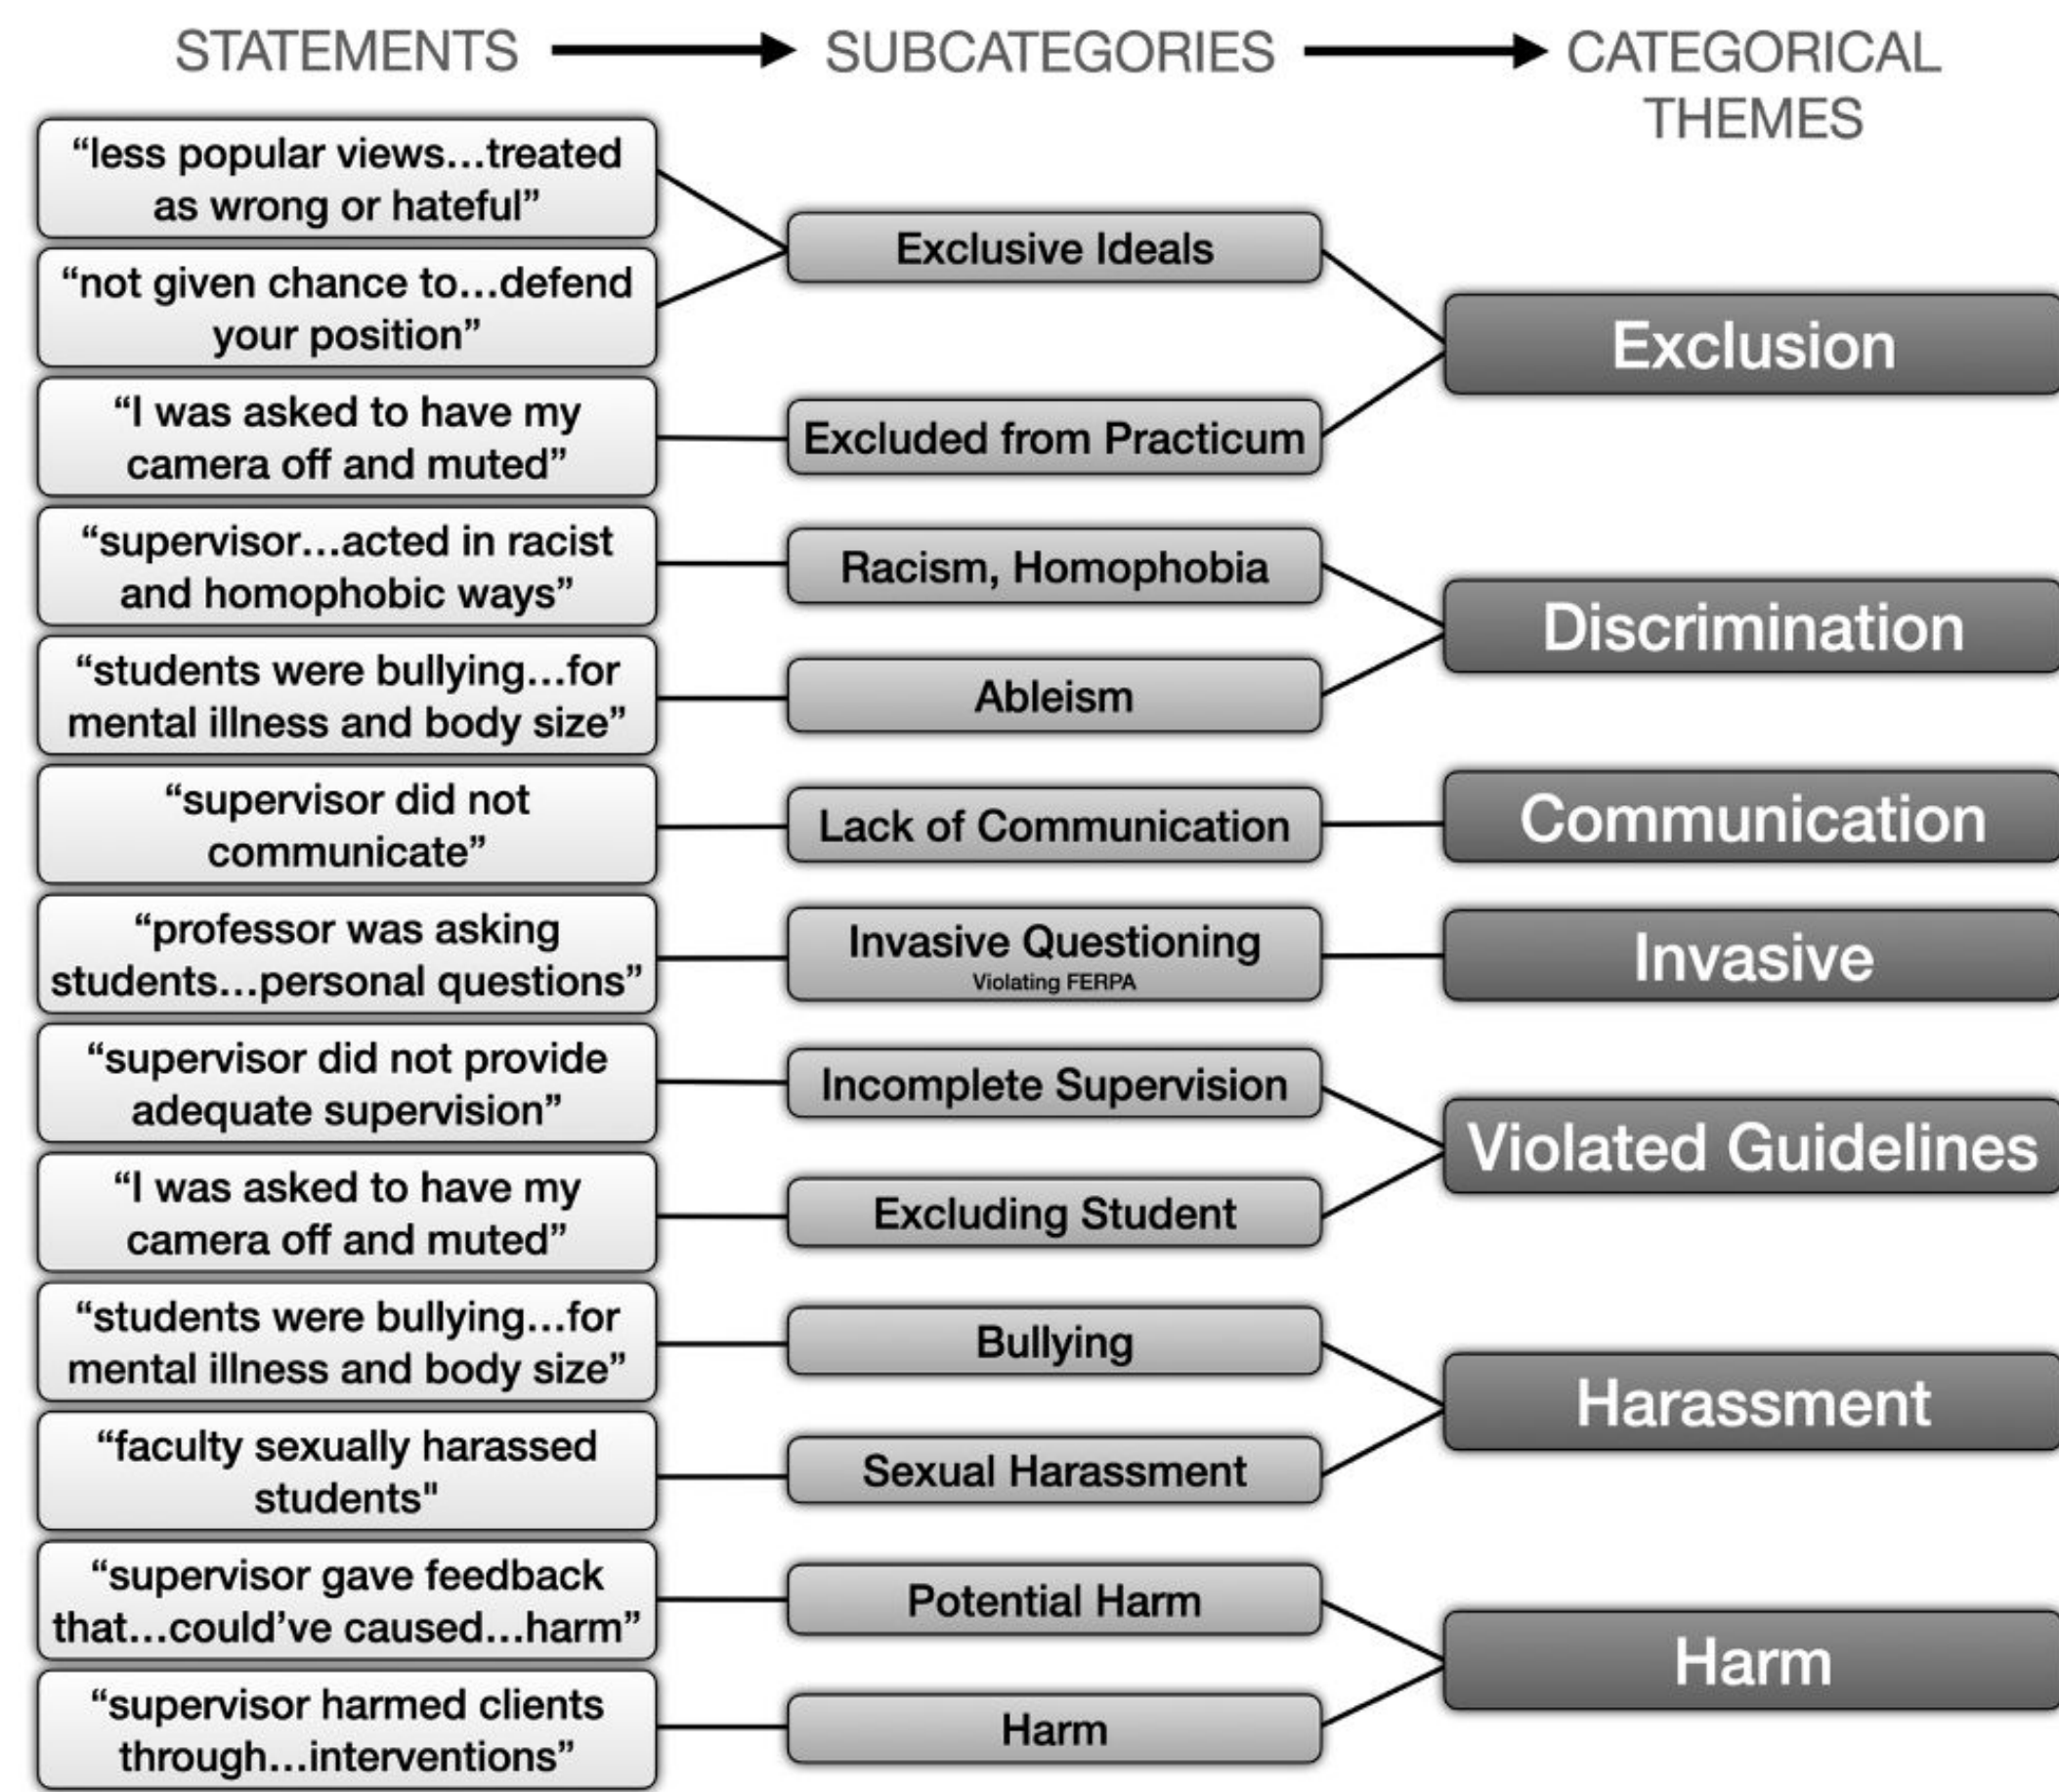 STATEMENTS
SUBCATEGORIES
CATEGORICAL
THEMES
“less popular views...treated
as wrong or hateful”
“not given chance to...defend
your position”
Exclusive Ideals
“I was asked to have my
camera off and muted”
Excluded from Practicum
Exclusion
“supervisor...acted in racist
and homophobic ways”
Racism, Homophobia
“students were bullying...for
mental illness and body size”
Ableism
Discrimination
“supervisor did not
communicate”
Lack of Communication
Communication
“professor was asking
students...personal questions”
Invasive Questioning
Violating FERPA
Invasive
“supervisor did not provide
adequate supervision”
Incomplete Supervision
“I was asked to have my
camera off and muted”
Excluding Student
Violated Guidelines
“students were bullying...for
mental illness and body size”
Bullying
“faculty sexually harassed
students"
Sexual Harassment
Harassment
“supervisor gave feedback
that...could’ve caused...harm”
Potential Harm
“supervisor harmed clients
through...interventions”
Harm
Harm